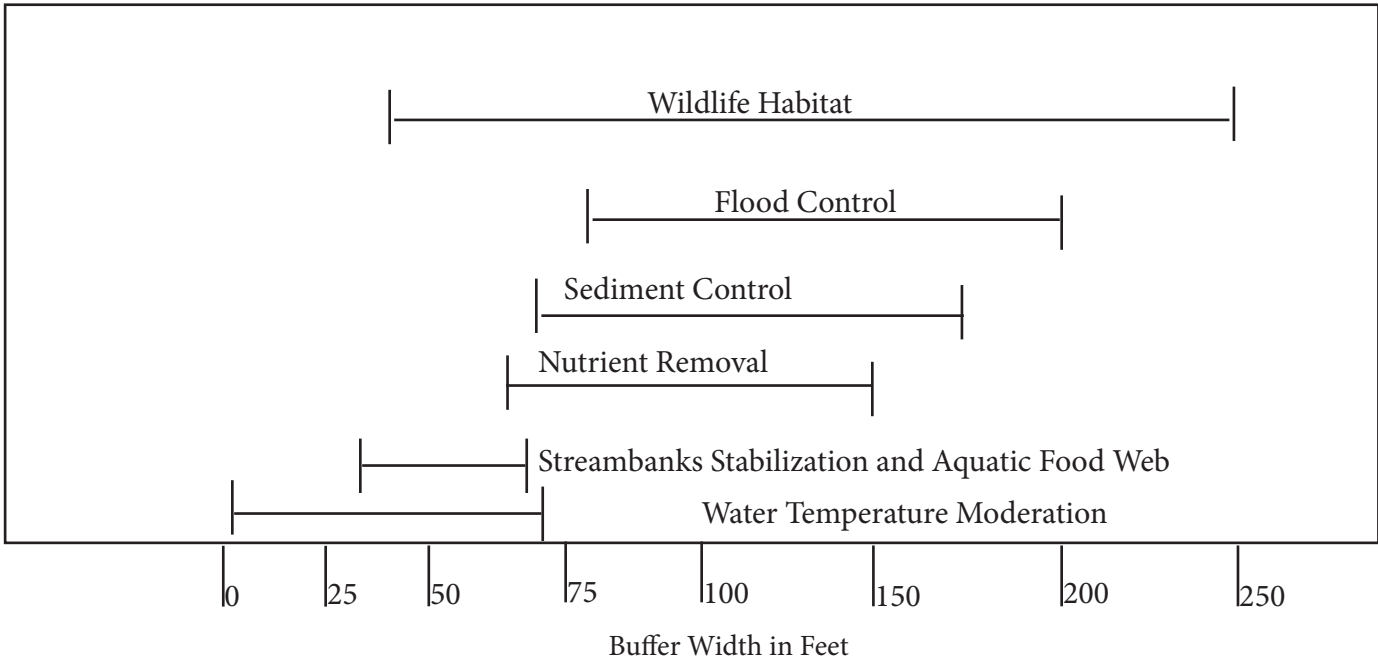 Wildlife Habitat
Flood Control
Sediment Control
Nutrient Removal
Streambanks Stabilization and Aquatic Food Web
Water Temperature Moderation
0 25 50 75 100 150 200 250
Buffer Width in Feet